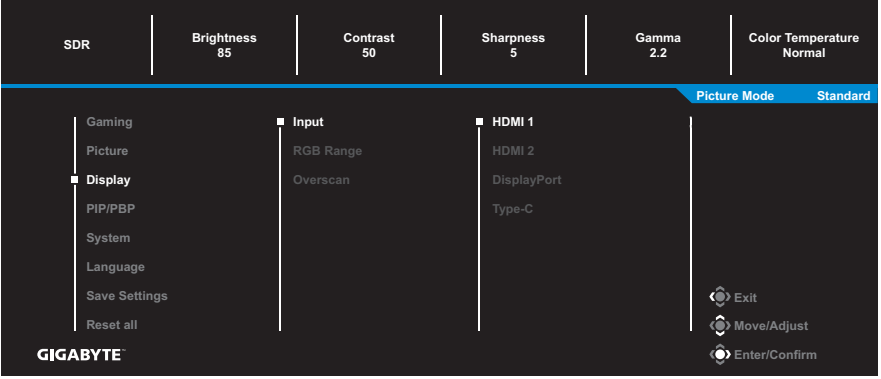 SDR
Brightness
85
Contrast
50
Sharpness
5
Gamma
2.2
Color Temperature
Normal
Picture Mode Standard
Gaming
Picture
Display
PIP/PBP
System
Language
Save Settings
Reset all
Input
RGB Range
Overscan
HDMI 1
HDMI 2
DisplayPort
Type-C
Exit
Move/Adjust
Enter/Confirm
GIGABYTE™